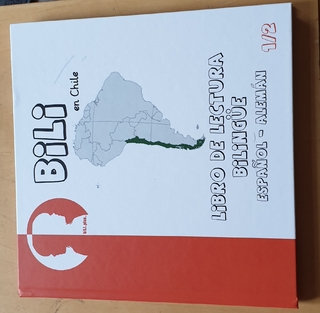 BiLi
en Chile
LIBRO DE LECTURA
BILINGÜE
ESPAÑOL - ALEMÁN
1/2